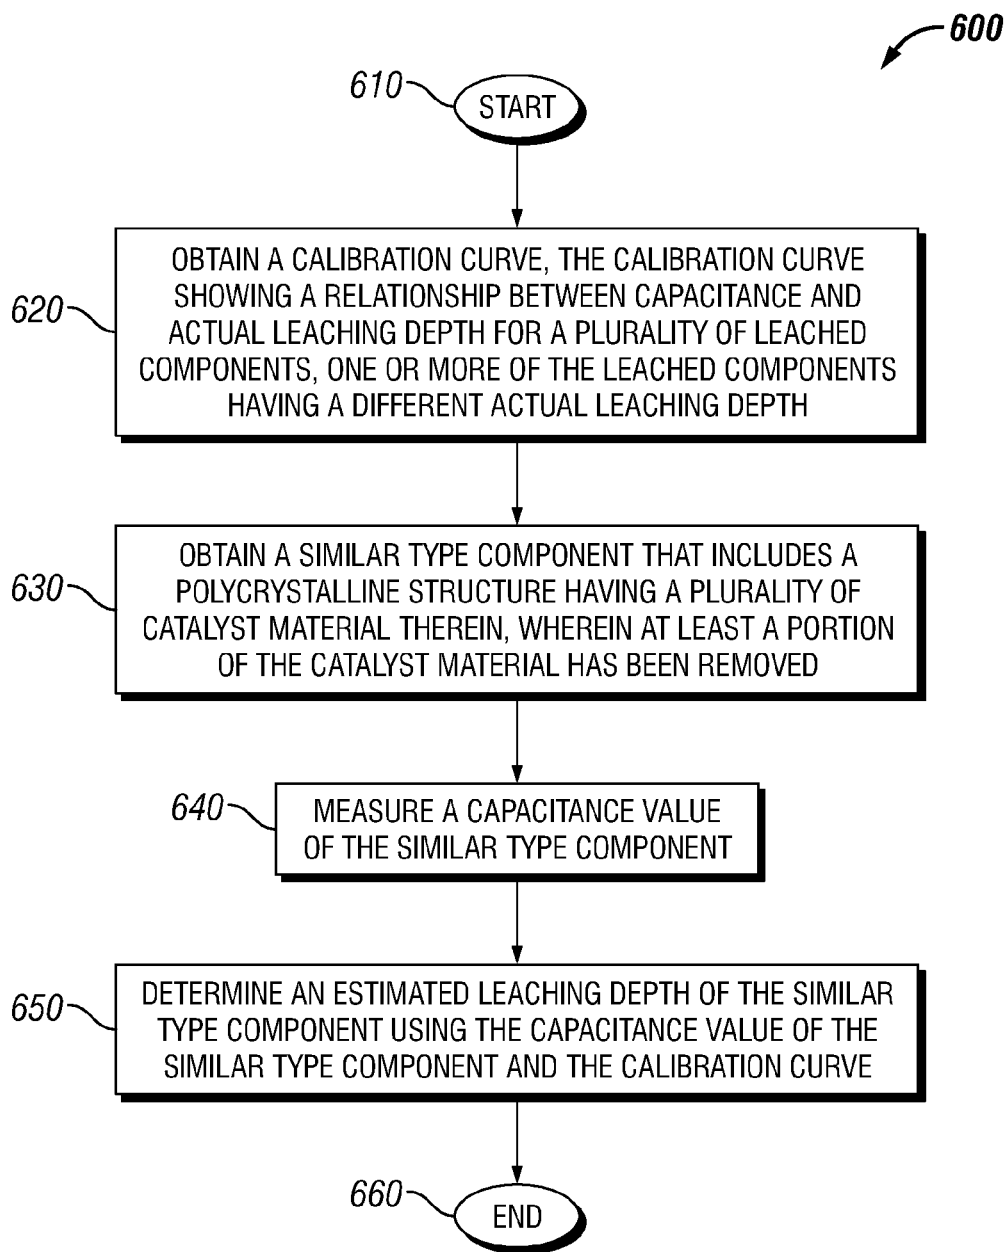 600
610
START
620
OBTAIN A CALIBRATION CURVE, THE CALIBRATION CURVE
SHOWING A RELATIONSHIP BETWEEN CAPACITANCE AND
ACTUAL LEACHING DEPTH FOR A PLURALITY OF LEACHED
COMPONENTS, ONE OR MORE OF THE LEACHED COMPONENTS
HAVING A DIFFERENT ACTUAL LEACHING DEPTH
630
OBTAIN A SIMILAR TYPE COMPONENT THAT INCLUDES A
POLYCRYSTALLINE STRUCTURE HAVING A PLURALITY OF
CATALYST MATERIAL THEREIN, WHEREIN AT LEAST A PORTION
OF THE CATALYST MATERIAL HAS BEEN REMOVED
640
MEASURE A CAPACITANCE VALUE
OF THE SIMILAR TYPE COMPONENT
650
DETERMINE AN ESTIMATED LEACHING DEPTH OF THE SIMILAR
TYPE COMPONENT USING THE CAPACITANCE VALUE OF THE
SIMILAR TYPE COMPONENT AND THE CALIBRATION CURVE
660
END